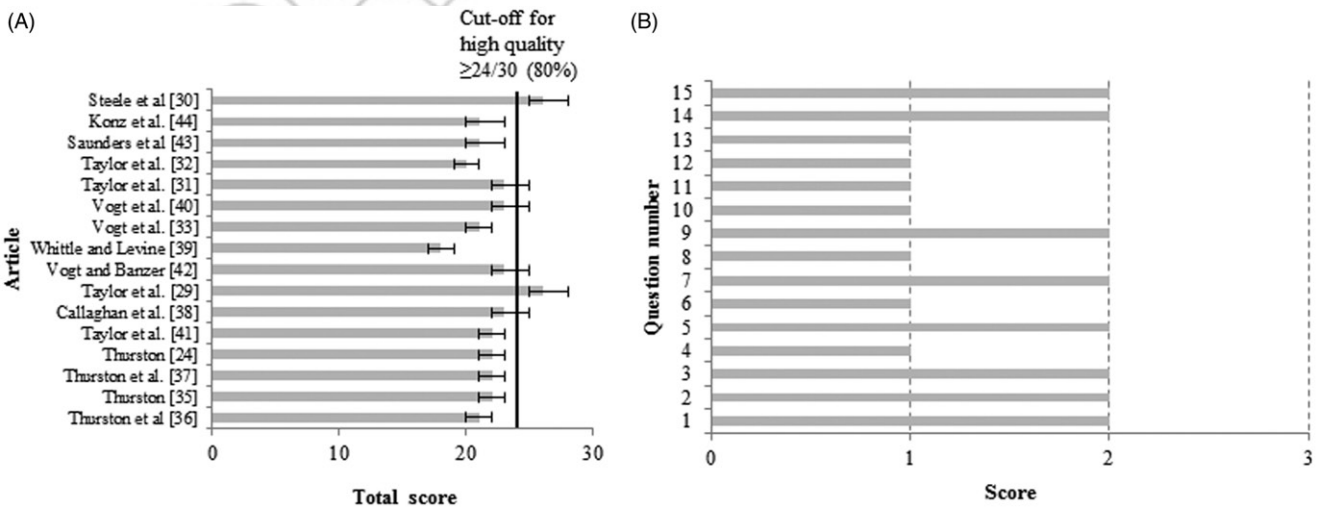 (A)
Cut-off for
high quality
≥24/30 (80%)
Steele et al [30]
Konz et al. [44]
Saunders et al [43]
Taylor et al. [32]
Taylor et al. [31]
Vogt et al. [40]
Vogt et al. [33]
Whittle and Levine [39]
Vogt and Banzer [42]
Taylor et al. [29]
Callaghan et al. [38]
Taylor et al. [41]
Thurston [24]
Thurston et al. [37]
Thurston [35]
Thurston et al [36]
Article
0 10 20 30
Total score
(B)
15
14
13
12
11
10
9
8
7
6
5
4
3
2
1
Question number
0 1 2 3
Score